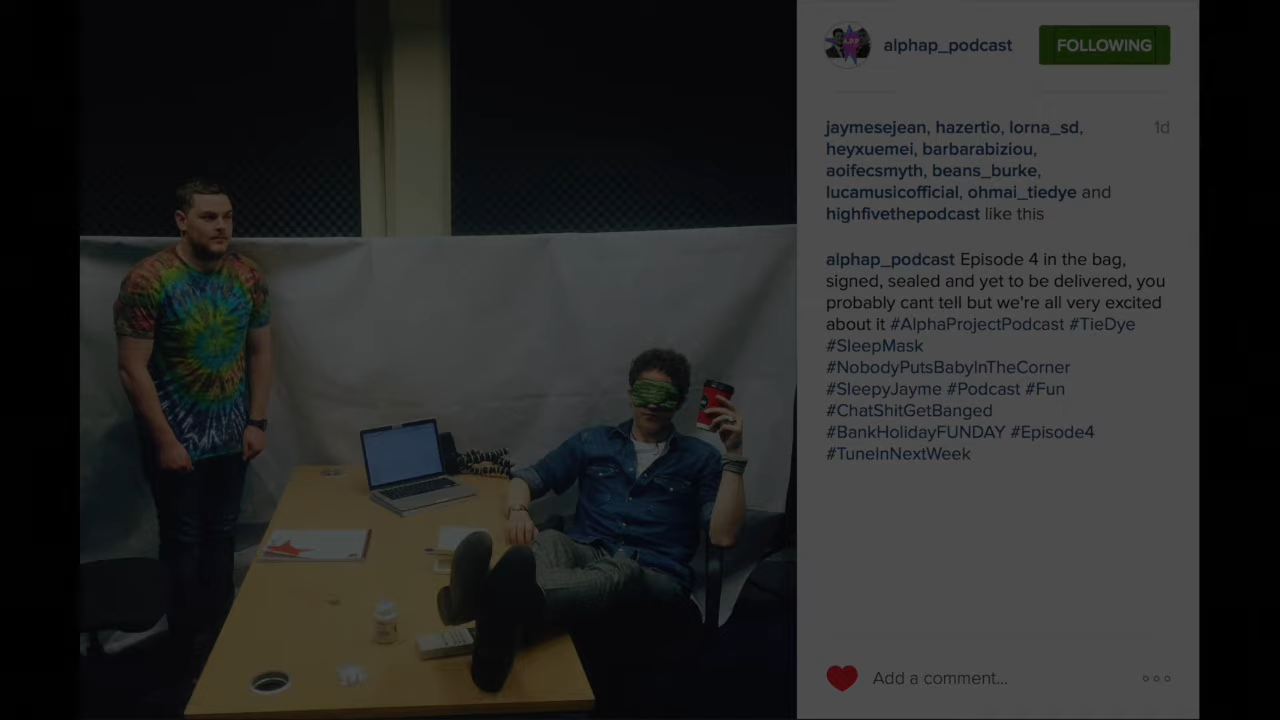 alphap_podcast
FOLLOWING
jaymesejean, hazertio, lorna_sd, 1d
heyxuemei, barbarabiziou,
aoifecsmyth, beans_burke,
lucamusicofficial, ohmai_tiedye and
highfivethepodcast like this
alphap_podcast Episode 4 in the bag,
signed, sealed and yet to be delivered, you
probably cant tell but we're all very excited
about it #AlphaProjectPodcast #TieDye
#SleepMask
#NobodyPutsBabyInTheCorner
#SleepyJayme #Podcast #Fun
#ChatShitGetBanged
#BankHolidayFUNDAY #Episode4
#TuneInNextWeek
Add a comment...